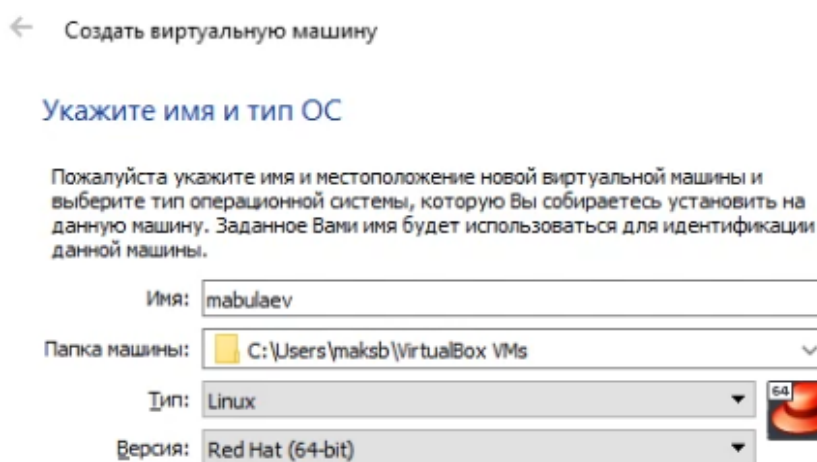 Создать виртуальную машину
Укажите имя и тип ОС
Пожалуйста укажите имя и местоположение новой виртуальной машины и
выберите тип операционной системы, которую Вы собираетесь установить на
данную машину. Заданное Вами имя будет использоваться для идентификации
данной машины.
Имя: mabulaev
Папка машины: C:\Users\maksb\VirtualBox VMs
Тип: Linux
64
Версия: Red Hat (64-bit)